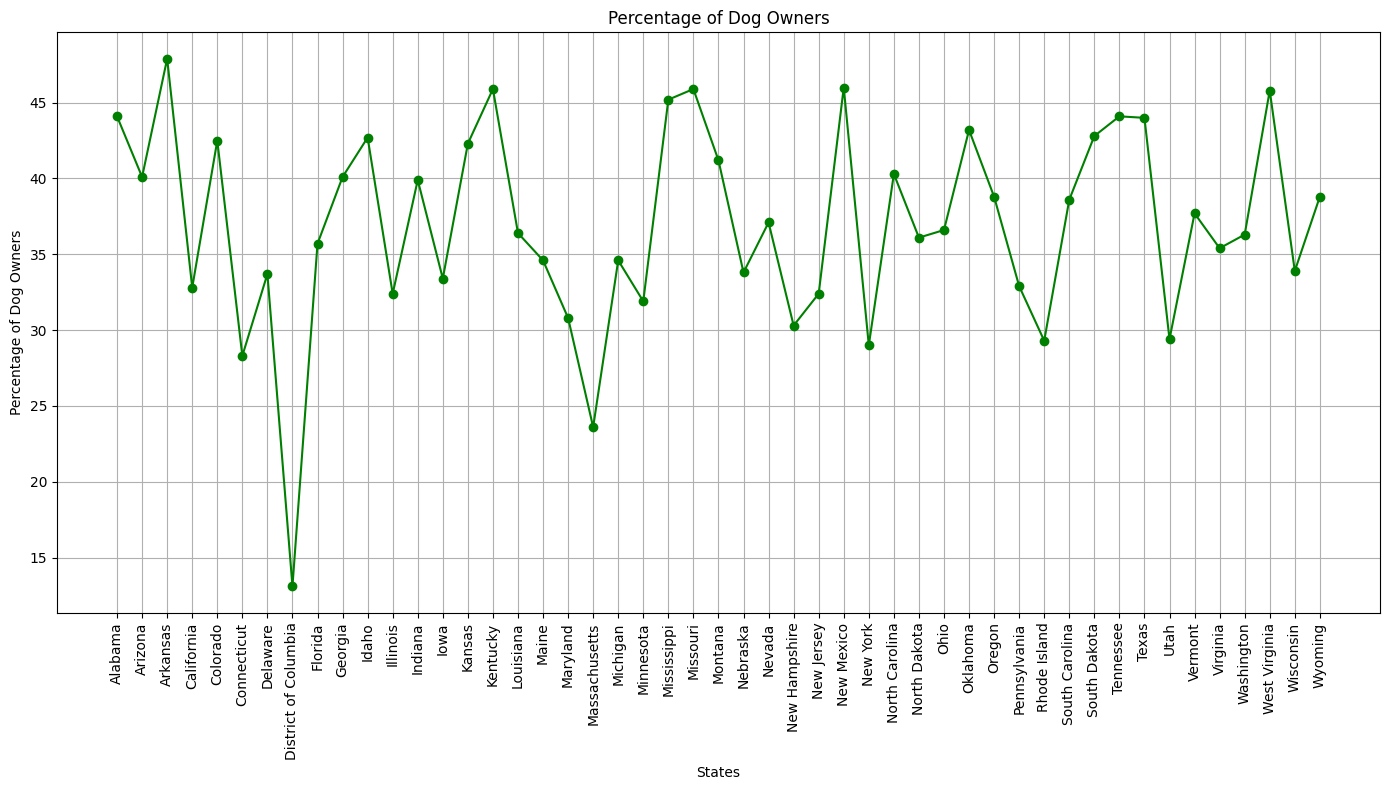 Percentage of Dog Owners
Percentage of Dog Owners
45
40
35
30
25
20
15
Alabama
Arizona
Arkansas
California
Colorado
Connecticut
Delaware
District of Columbia
Florida
Georgia
Idaho
Illinois
Indiana
Iowa
Kansas
Kentucky
Louisiana
Maine
Maryland
Massachusetts
Michigan
Minnesota
Mississippi
Missouri
Montana
Nebraska
Nevada
New Hampshire
New Jersey
New Mexico
New York
North Carolina
North Dakota
Ohio
Oklahoma
Oregon
Pennsylvania
Rhode Island
South Carolina
South Dakota
Tennessee
Texas
Utah
Vermont
Virginia
Washington
West Virginia
Wisconsin
Wyoming
States